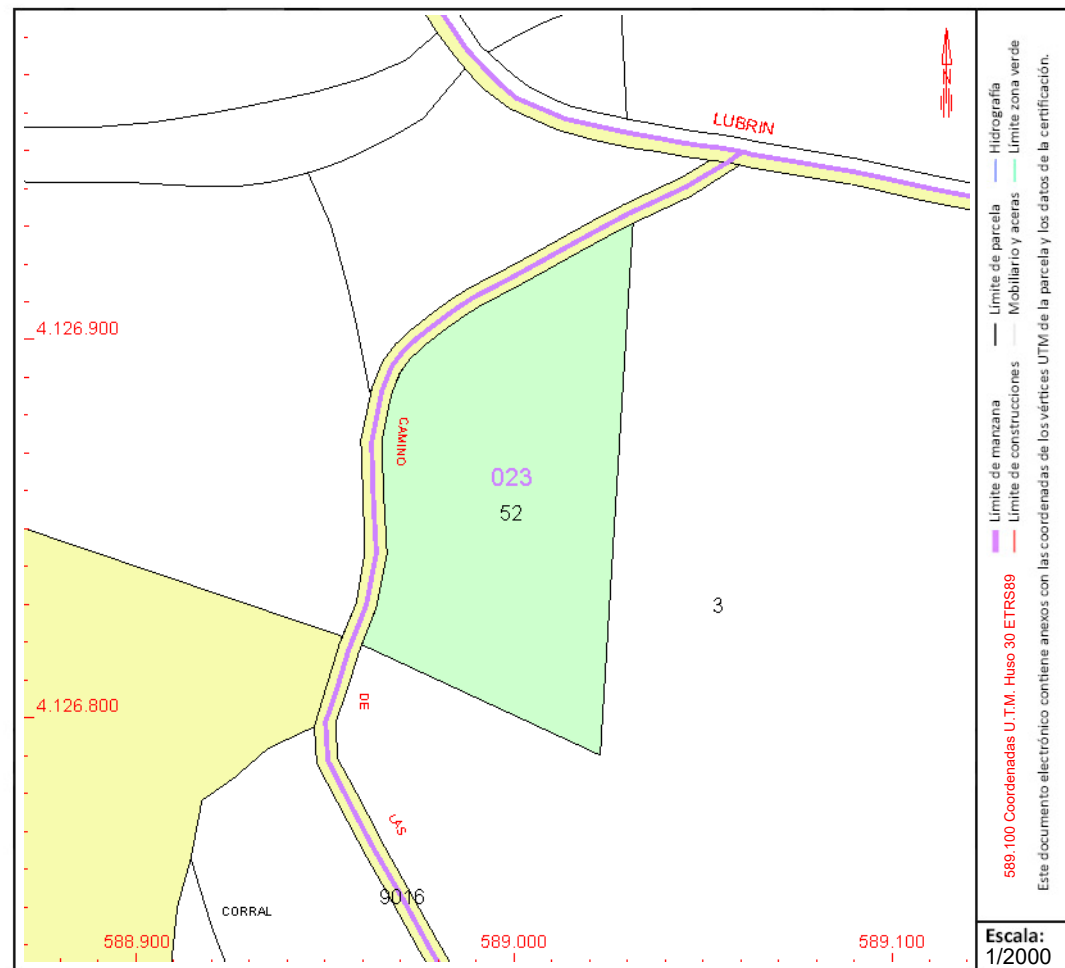 LUBRIN
N
4.126.900
CAMINO
023
52
3
4.126.800
DE
LAS
9016
CORRAL
588.900
589.000
589.100
Límite de manzana
Límite de parcela
Hidrografía
Límite de construcciones
Mobiliario y aceras
Límite zona verde
589.100 Coordenadas U.T.M. Huso 30 ETRS89
Este documento electrónico contiene anexos con las coordenadas de los vértices UTM de la parcela y los datos de la certificación.
Escala:
1/2000